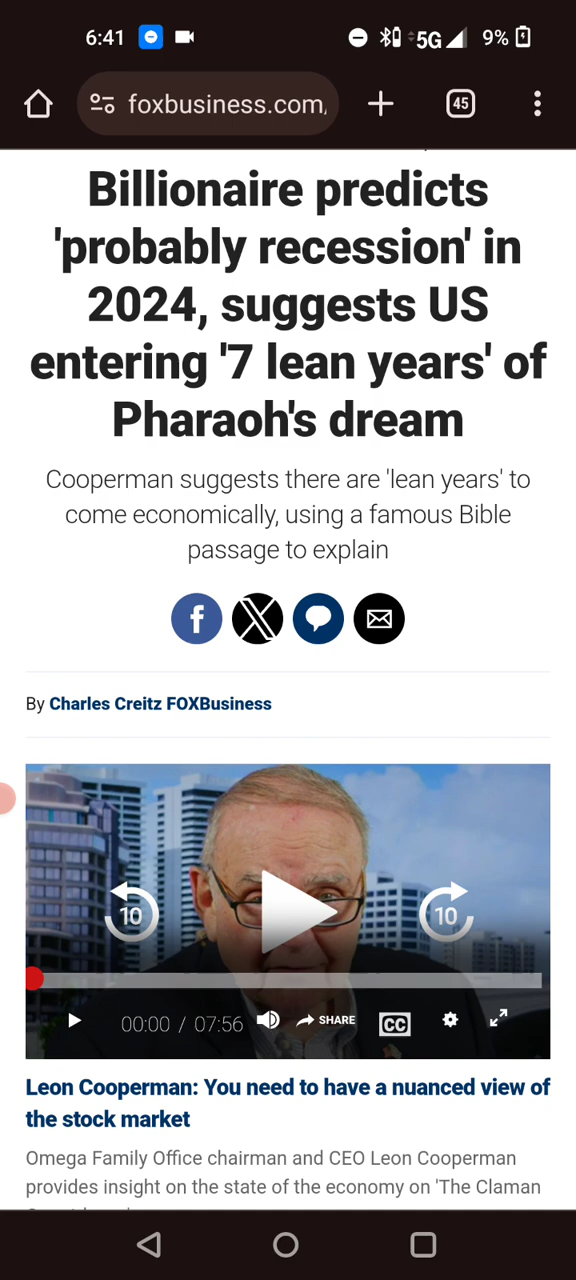 6:41 5G 9%
foxbusiness.com, 45
Billionaire predicts
'probably recession' in
2024, suggests US
entering '7 lean years' of
Pharaoh's dream
Cooperman suggests there are 'lean years' to
come economically, using a famous Bible
passage to explain
By Charles Creitz FOXBusiness
10 10
00:00 / 07:56 SHARE CC
Leon Cooperman: You need to have a nuanced view of
the stock market
Omega Family Office chairman and CEO Leon Cooperman
provides insight on the state of the economy on 'The Claman